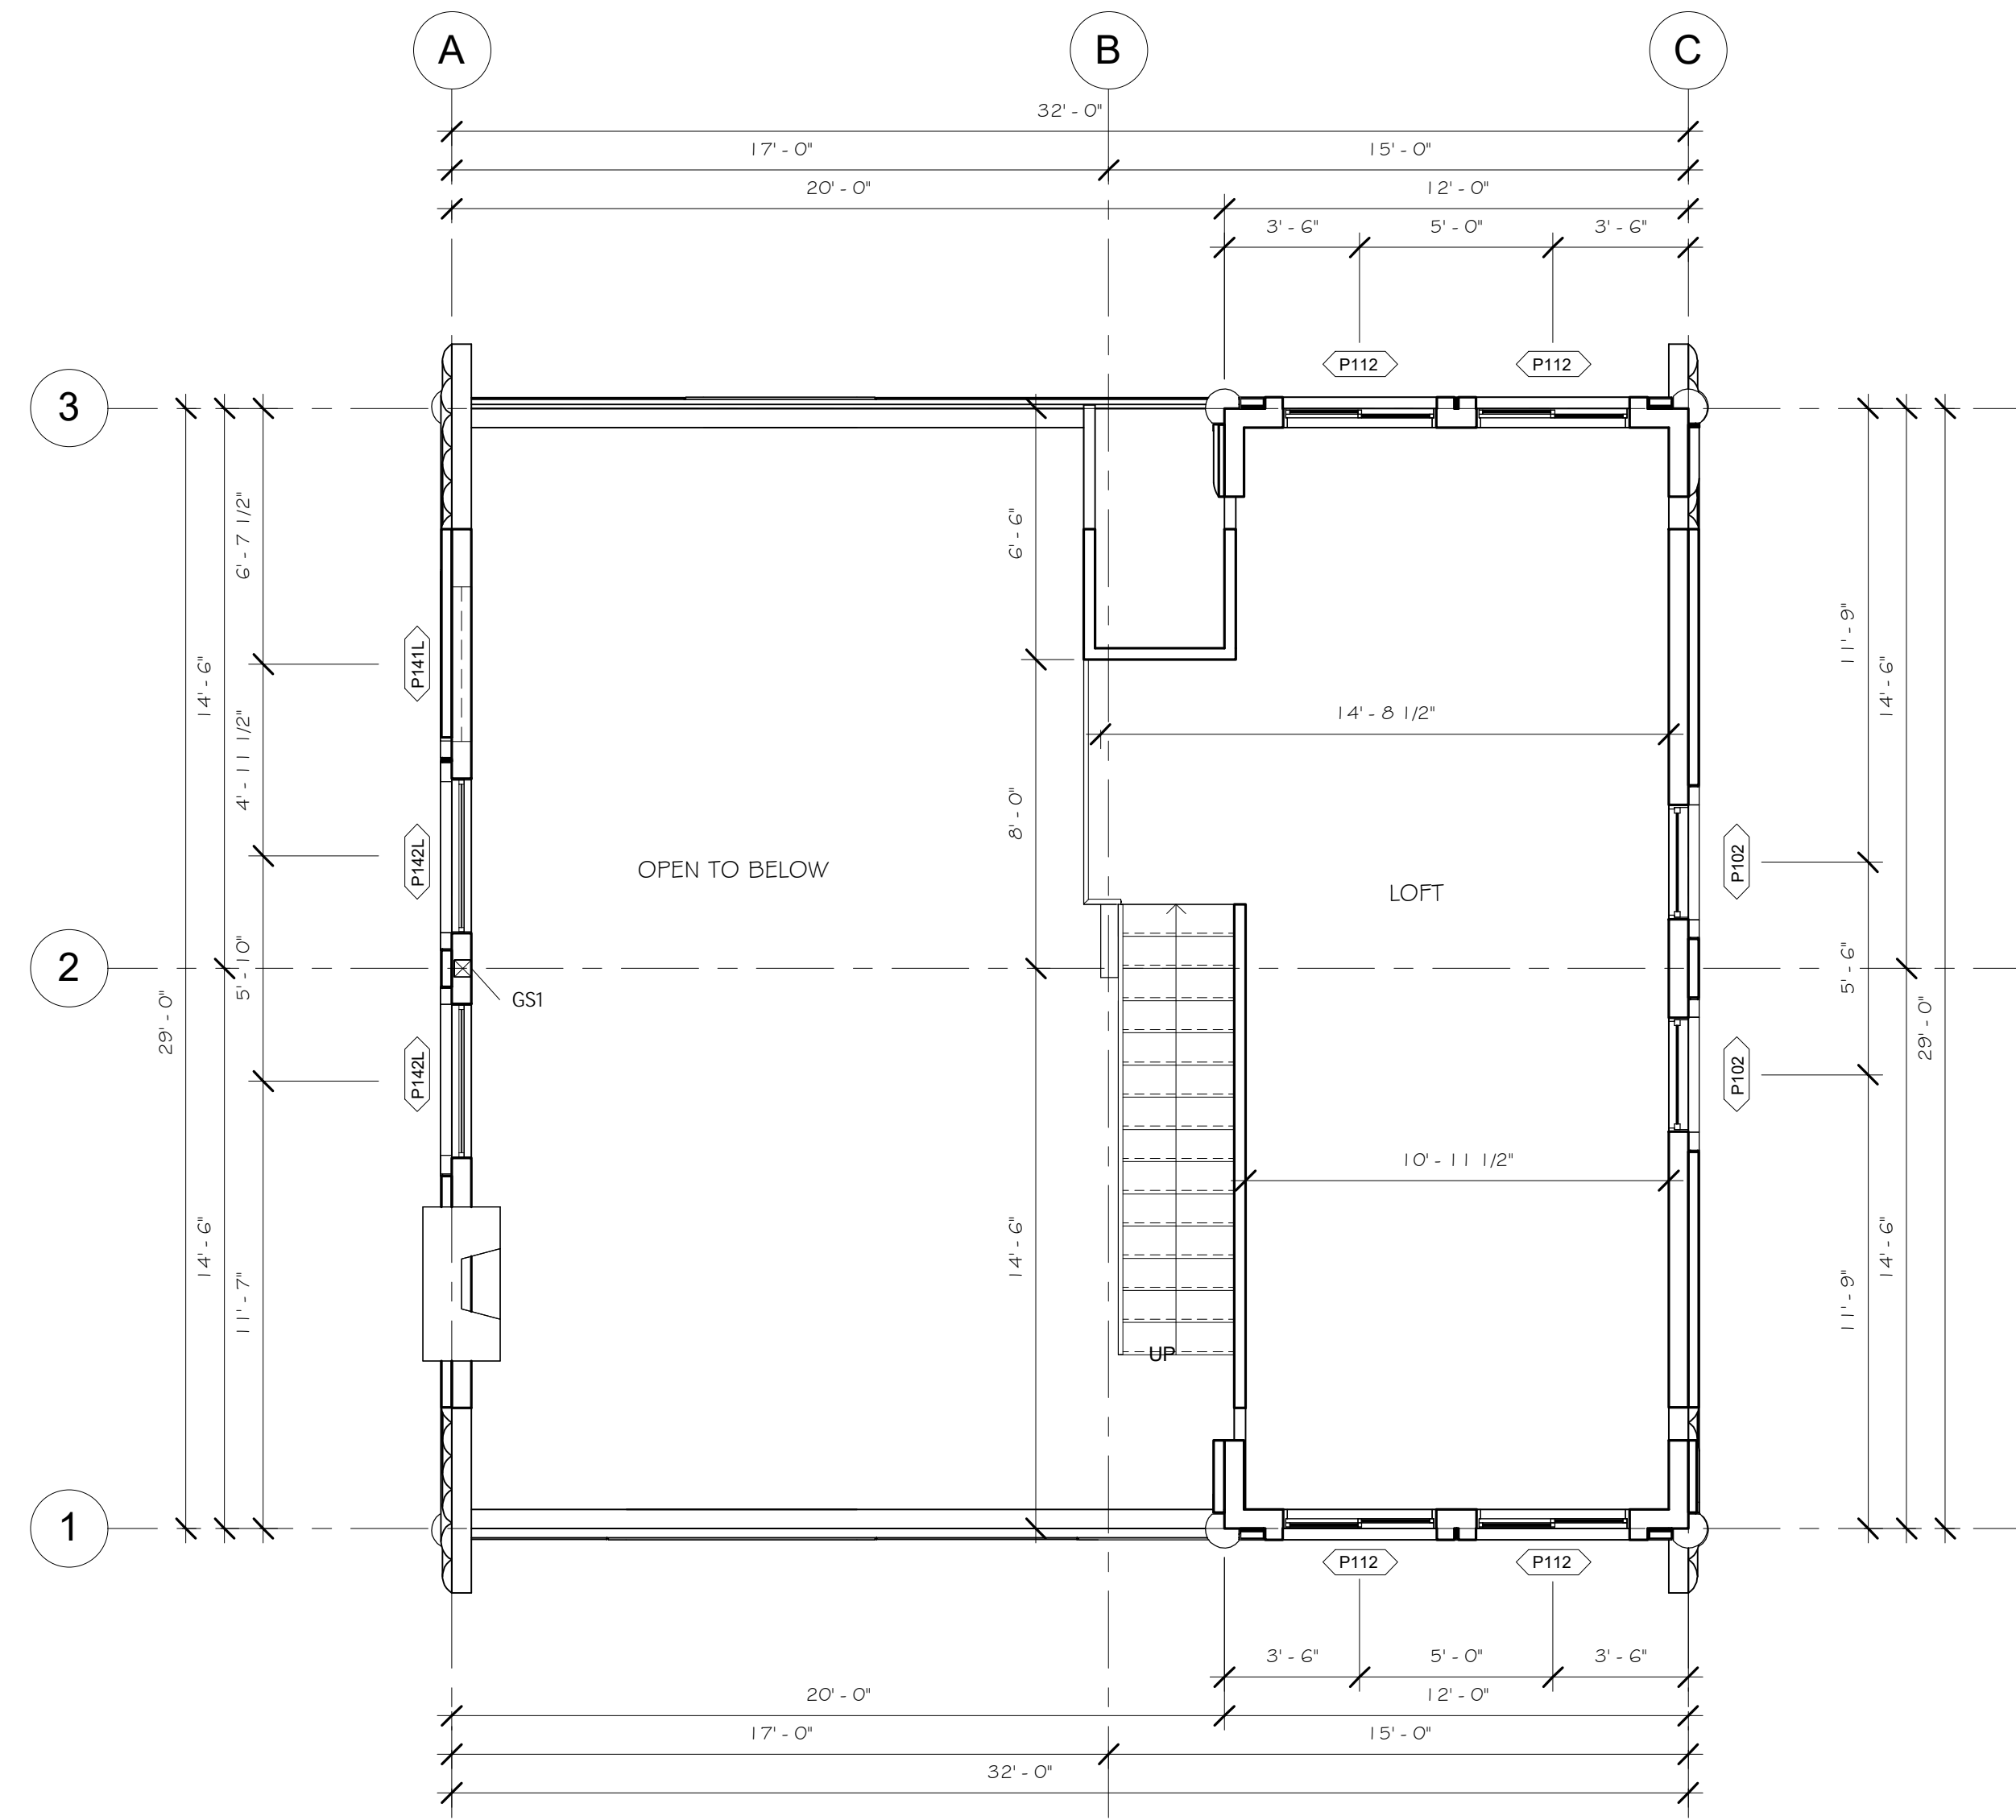 A B C
32' - 0"
17' - 0" 15' - 0"
20' - 0" 12' - 0"
3' - 6" 5' - 0" 3' - 6"
P112 P112
3
6' - 7 1/2"
6' - 6"
11' - 9"
14' - 6"
P141L
14' - 6"
14' - 8 1/2"
4' - 11 1/2"
8' - 0"
P142L
OPEN TO BELOW
LOFT
P102
2
5' - 10"
5' - 6"
GS1
29' - 0"
29' - 0"
P142L
P102
10' - 11 1/2"
14' - 6"
11' - 7"
14' - 6"
11' - 9"
14' - 6"
UP
1
P112 P112
3' - 6" 5' - 0" 3' - 6"
20' - 0" 12' - 0"
17' - 0" 15' - 0"
32' - 0"